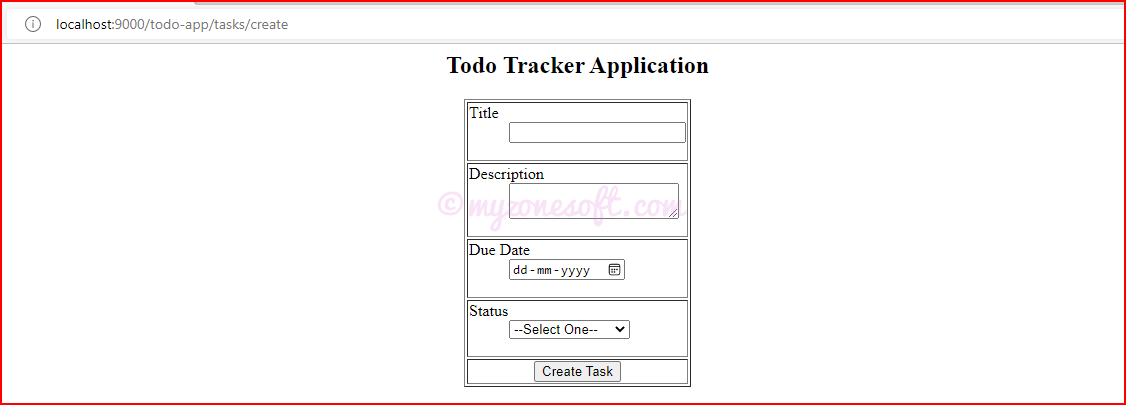 localhost:9000/todo-app/tasks/create
Todo Tracker Application
Title
Description
©myzonesoft.com
Due Date
dd-mm-yyyy
Status
--Select One--
Create Task